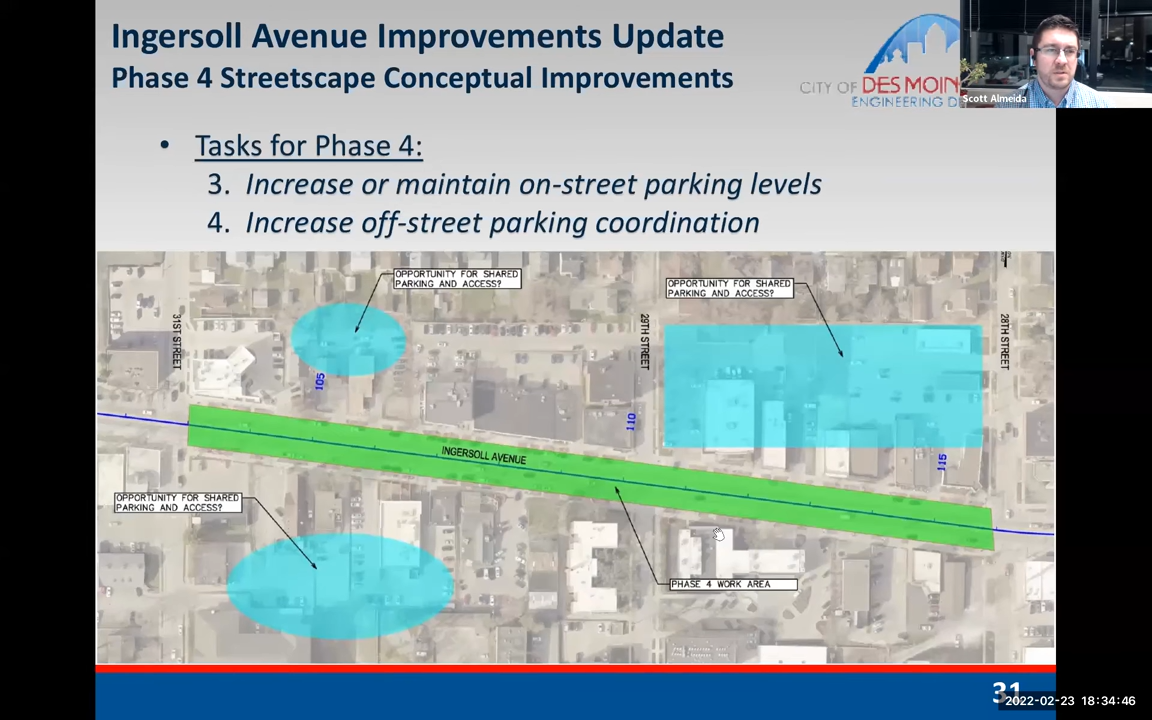 Ingersoll Avenue Improvements Update
Phase 4 Streetscape Conceptual Improvements
CITY OF DES MOIN
ENGINEERING D
Scott Almeida
• Tasks for Phase 4:
3. Increase or maintain on-street parking levels
4. Increase off-street parking coordination
OPPORTUNITY FOR SHARED
PARKING AND ACCESS?
OPPORTUNITY FOR SHARED
PARKING AND ACCESS?
31ST STREET
29TH STREET
28TH STREET
105
110
115
INGERSOLL AVENUE
OPPORTUNITY FOR SHARED
PARKING AND ACCESS?
PHASE 4 WORK AREA
31
2022-02-23 18:34:46